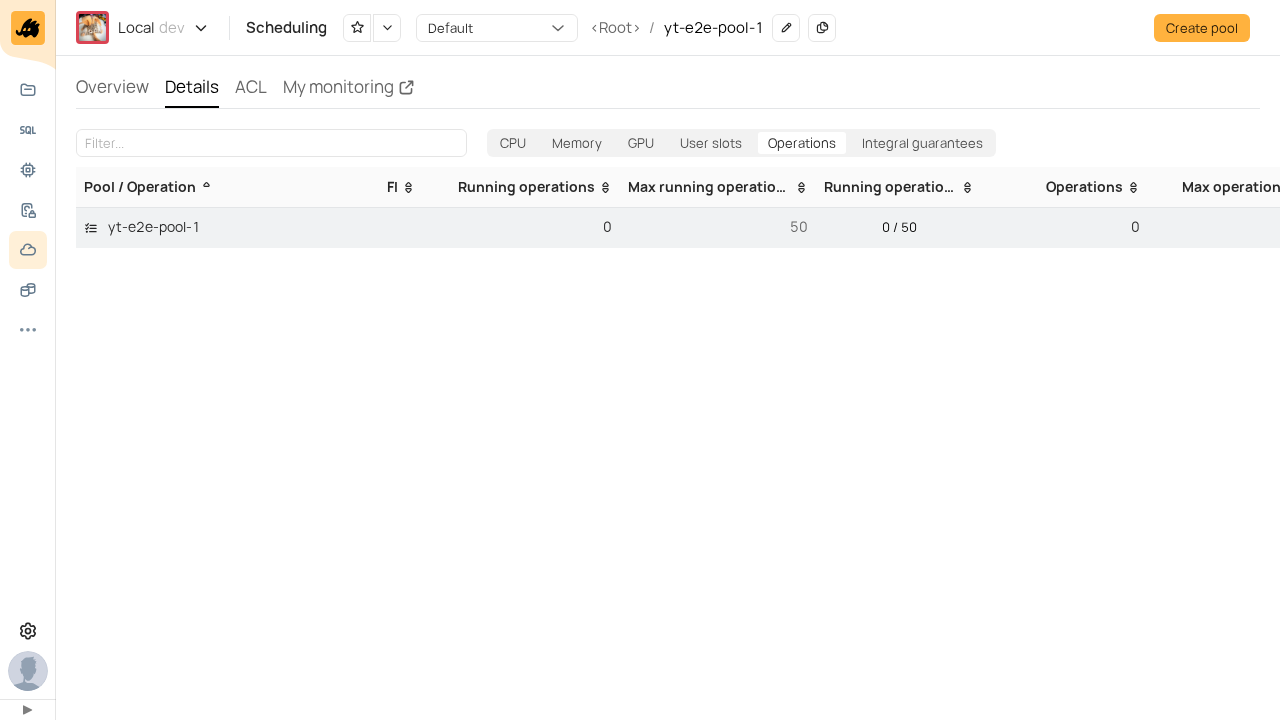 Local dev
Scheduling
Default
<Root> / yt-e2e-pool-1
Create pool
Overview Details ACL My monitoring
Filter...
CPU Memory GPU User slots Operations Integral guarantees
Pool / Operation FI Running operations Max running operatio... Running operatio... Operations Max operation
yt-e2e-pool-1 0 50 0 / 50 0
SQL